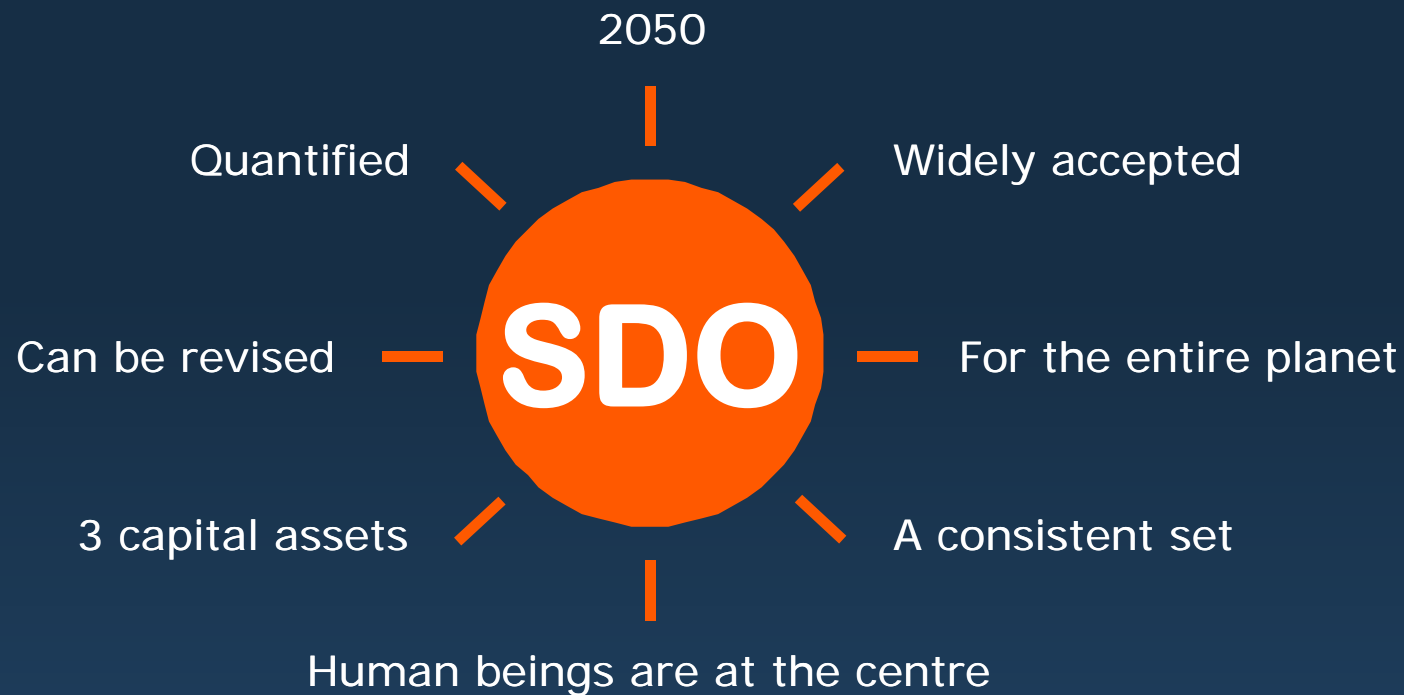 2050
Quantified
Widely accepted
Can be revised
SDO
For the entire planet
3 capital assets
A consistent set
Human beings are at the centre